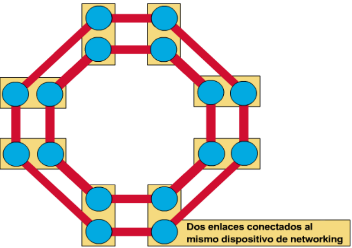 Dos enlaces conectados al
mismo dispositivo de networking